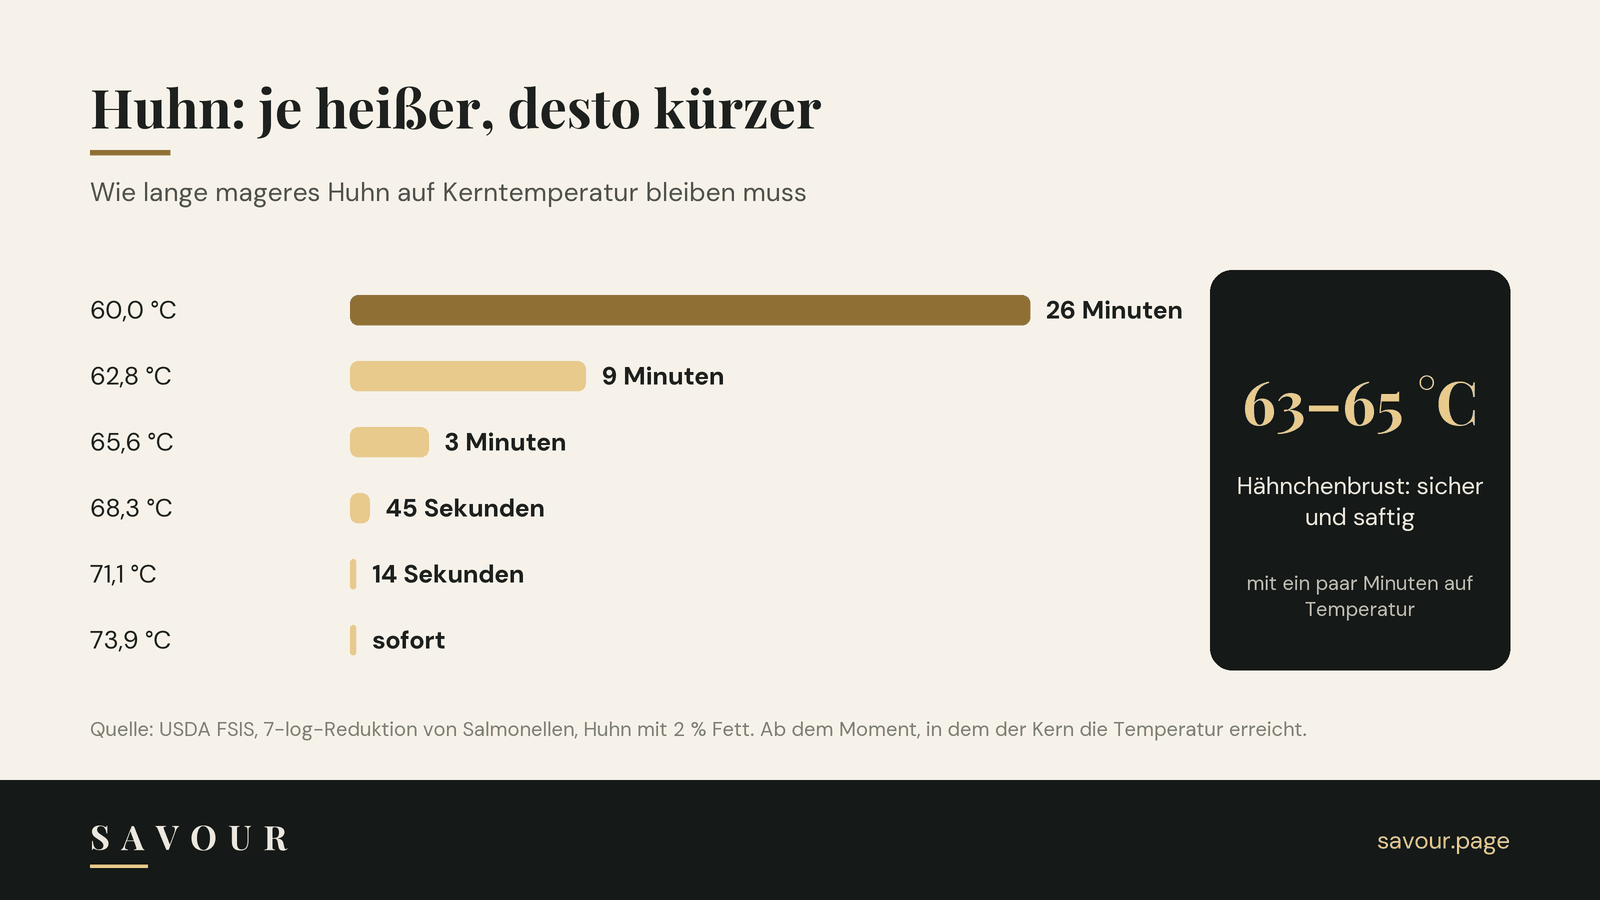 Huhn: je heißer, desto kürzer
Wie lange mageres Huhn auf Kerntemperatur bleiben muss
60,0 °C 26 Minuten
62,8 °C 9 Minuten
65,6 °C 3 Minuten
68,3 °C 45 Sekunden
71,1 °C 14 Sekunden
73,9 °C sofort
63–65 °C
Hähnchenbrust: sicher
und saftig
mit ein paar Minuten auf
Temperatur
Quelle: USDA FSIS, 7-log-Reduktion von Salmonellen, Huhn mit 2 % Fett. Ab dem Moment, in dem der Kern die Temperatur erreicht.
SAVOUR
savour.page